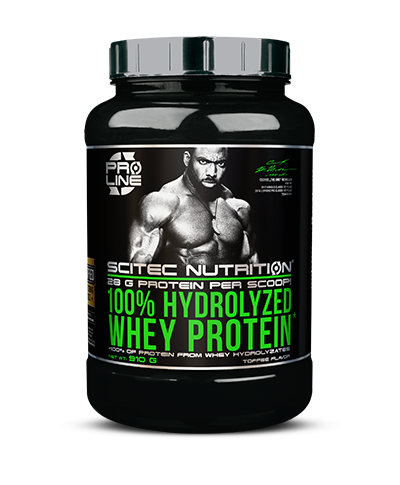 PRO
LINE
SCITEC NUTRITION®
28 G PROTEIN PER SCOOP!
100% HYDROLYZED
WHEY PROTEIN*
*100% OF PROTEIN FROM WHEY HYDROLYZATES
NET WT. 910 G TOFFEE FLAVOR